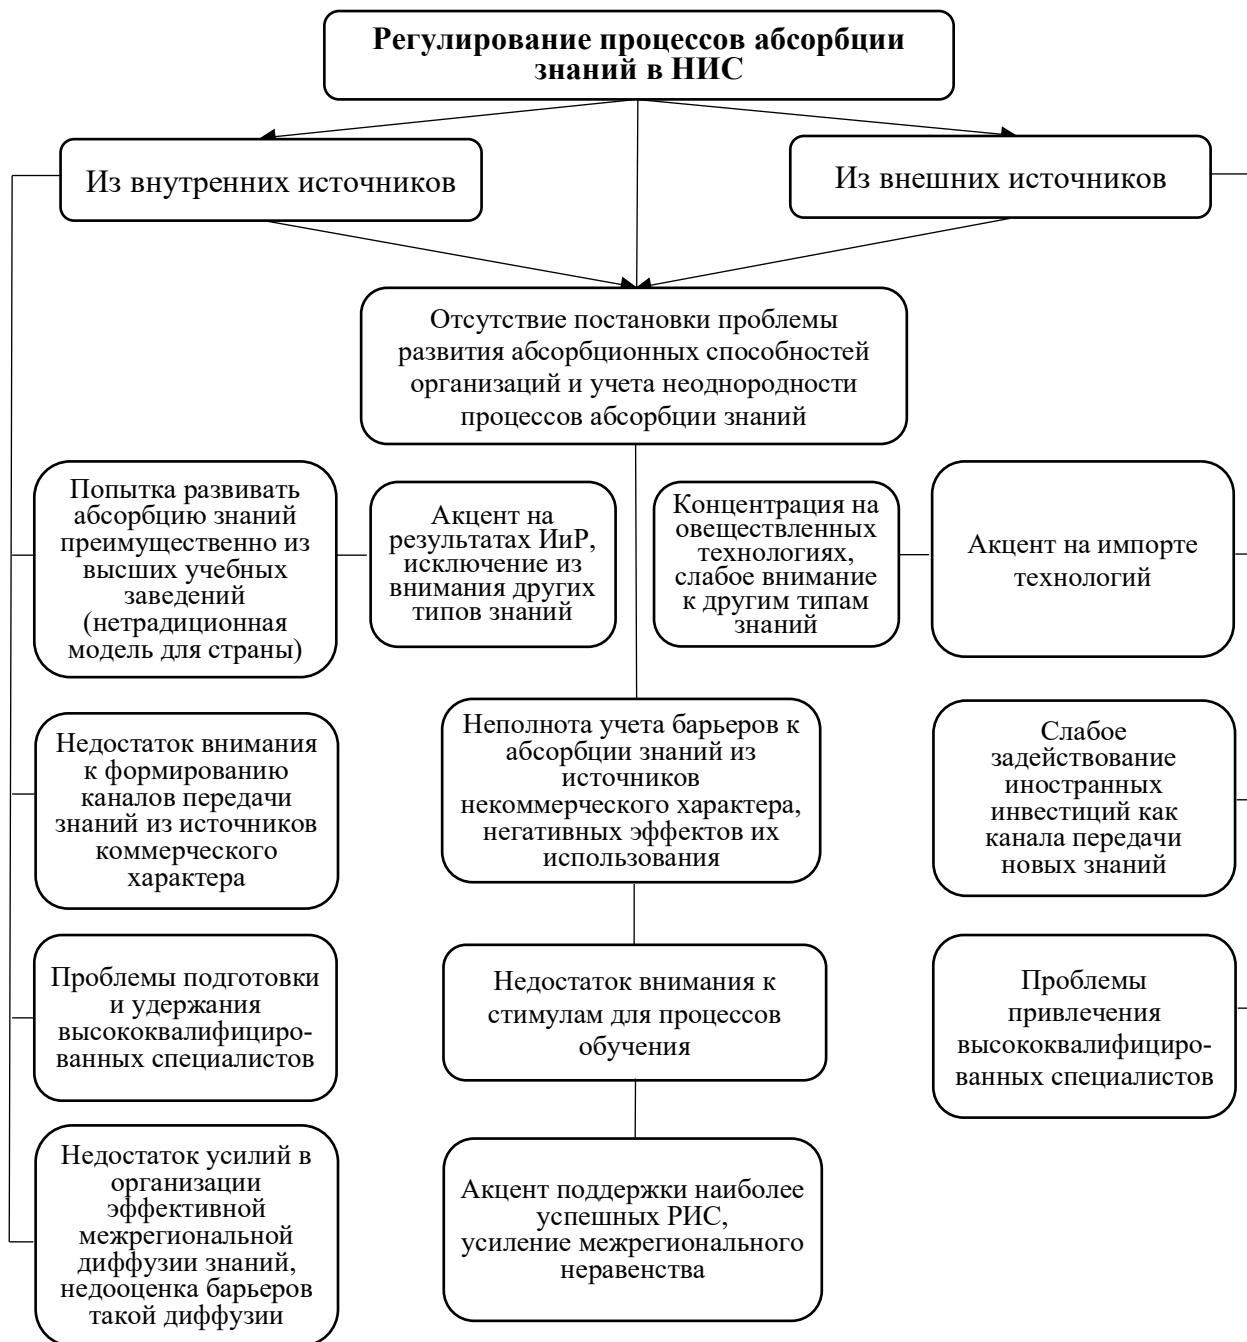 Регулирование процессов абсорбции
знаний в НИС
Из внутренних источников
Из внешних источников
Отсутствие постановки проблемы
развития абсорбционных способностей
организаций и учета неоднородности
процессов абсорбции знаний
Попытка развивать
абсорбцию знаний
преимущественно из
высших учебных
заведений
(нетрадиционная
модель для страны)
Акцент на
результатах ИиР,
исключение из
внимания других
типов знаний
Концентрация на
овеществленных
технологиях,
слабое внимание
к другим типам
знаний
Акцент на импорте
технологий
Недостаток внимания
к формированию
каналов передачи
знаний из источников
коммерческого
характера
Неполнота учета барьеров к
абсорбции знаний из
источников
некоммерческого характера,
негативных эффектов их
использования
Слабое
задействование
иностранных
инвестиций как
канала передачи
новых знаний
Проблемы подготовки
и удержания
высококвалифициро-
ванных специалистов
Недостаток внимания к
стимулам для процессов
обучения
Проблемы
привлечения
высококвалифициро-
ванных специалистов
Недостаток усилий в
организации
эффективной
межрегиональной
диффузии знаний,
недооценка барьеров
такой диффузии
Акцент поддержки наиболее
успешных РИС,
усиление межрегионального
неравенства